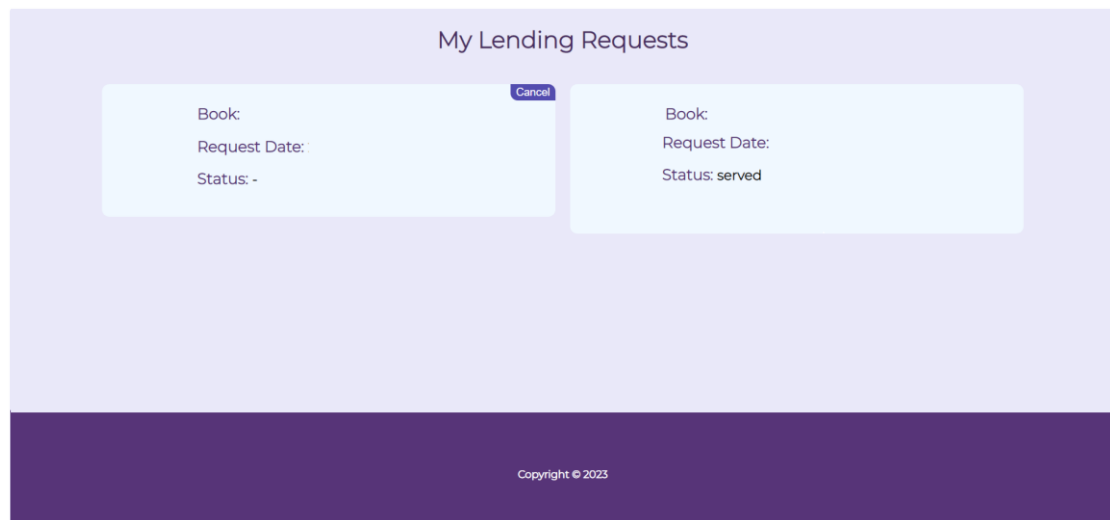 My Lending Requests
Cancel
Book:
Request Date:
Status: -
Book:
Request Date:
Status: served
Copyright © 2023